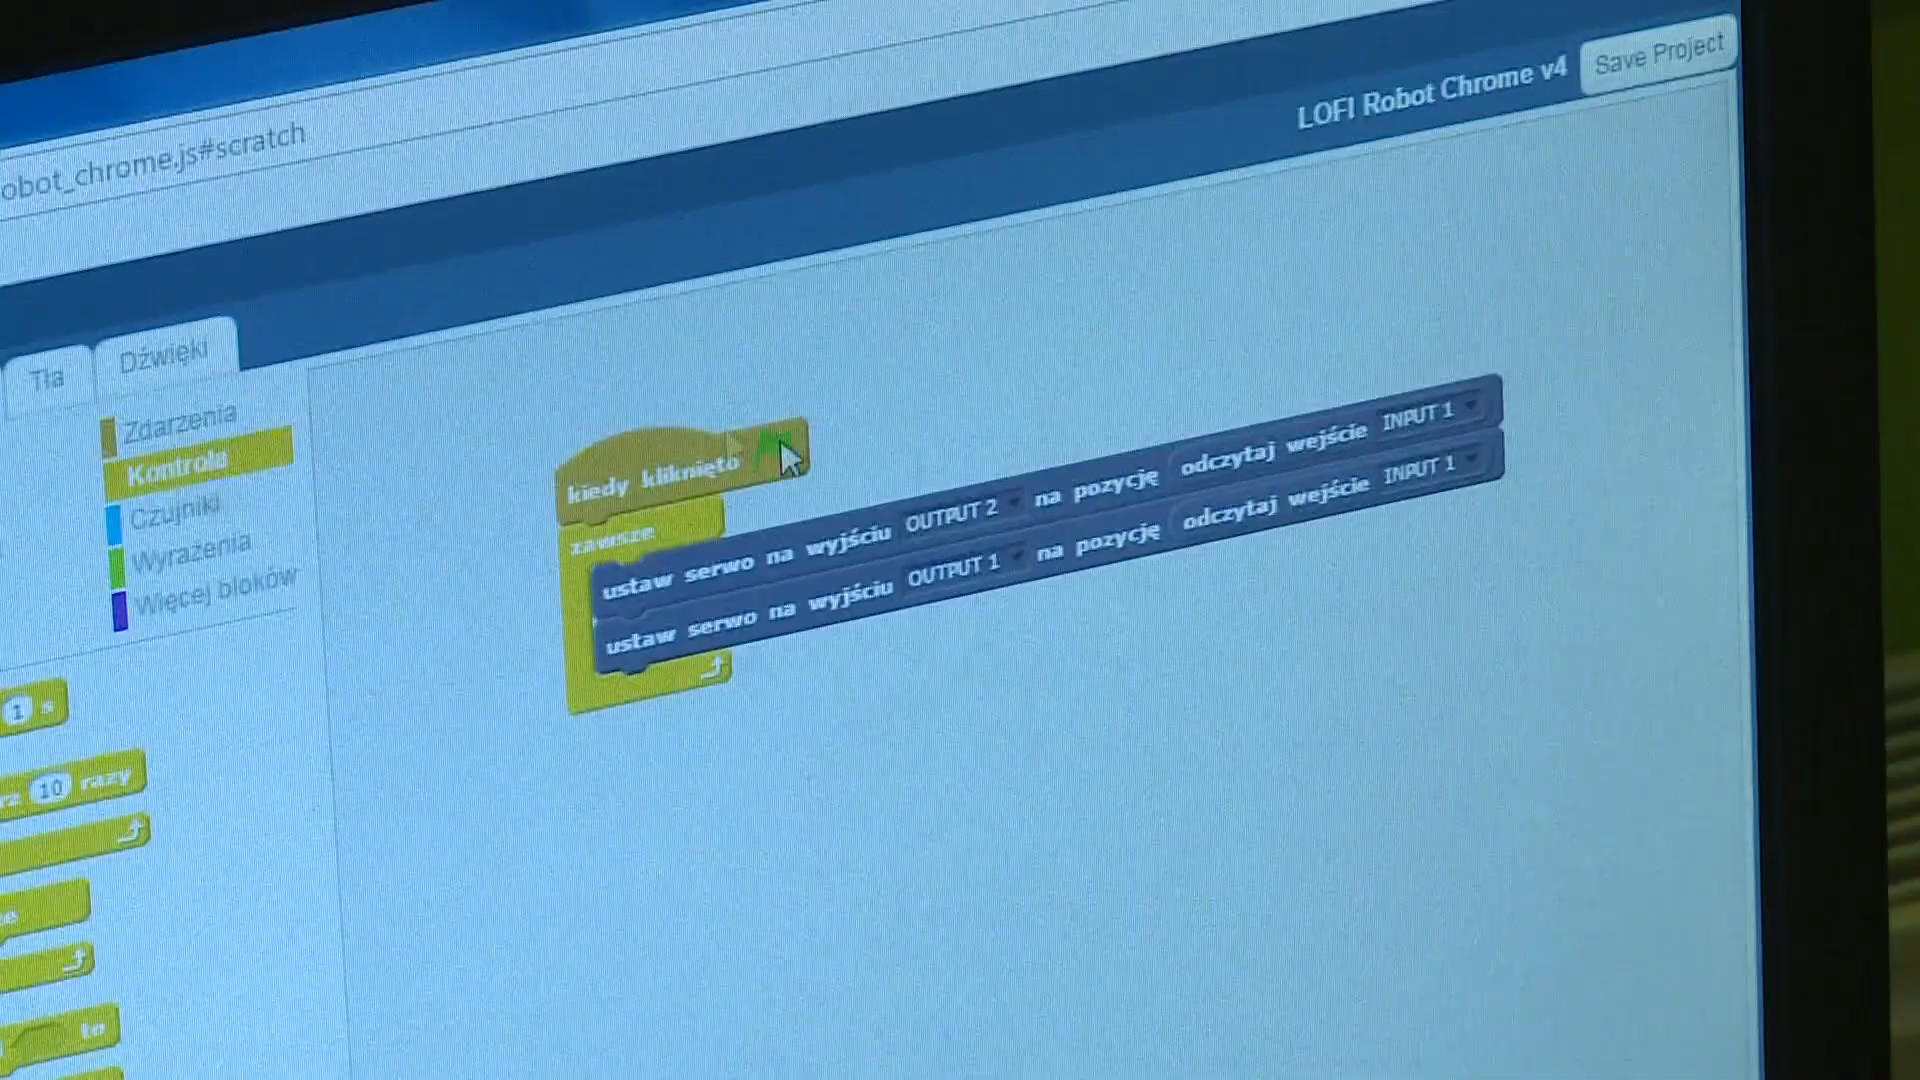 obot_chrome.js#scratch
LOFI Robot Chrome v4
Save Project
Tła
Dźwięki
Zdarzenia
Kontrola
Czujniki
Wyrażenia
Więcej bloków
1 s
10 razy
to
kiedy kliknięto
zawsze
ustaw serwo na wyjściu OUTPUT 2 na pozycję odczytaj wejście INPUT 1
ustaw serwo na wyjściu OUTPUT 1 na pozycję odczytaj wejście INPUT 1